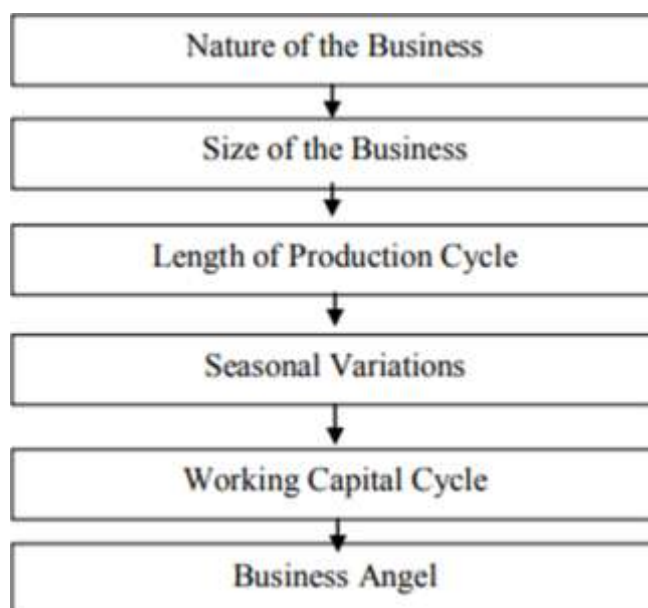 Nature of the Business
Size of the Business
Length of Production Cycle
Seasonal Variations
Working Capital Cycle
Business Angel